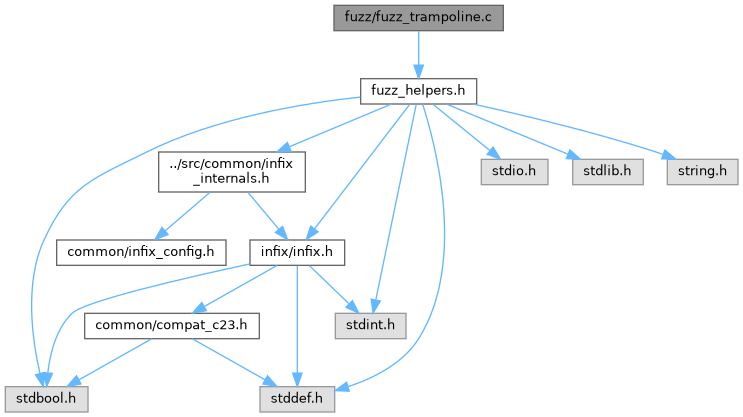 fuzz/fuzz_trampoline.c
fuzz_helpers.h
../src/common/infix
_internals.h
stdio.h
stdlib.h
string.h
common/infix_config.h
infix/infix.h
common/compat_c23.h
stdint.h
stdbool.h
stddef.h